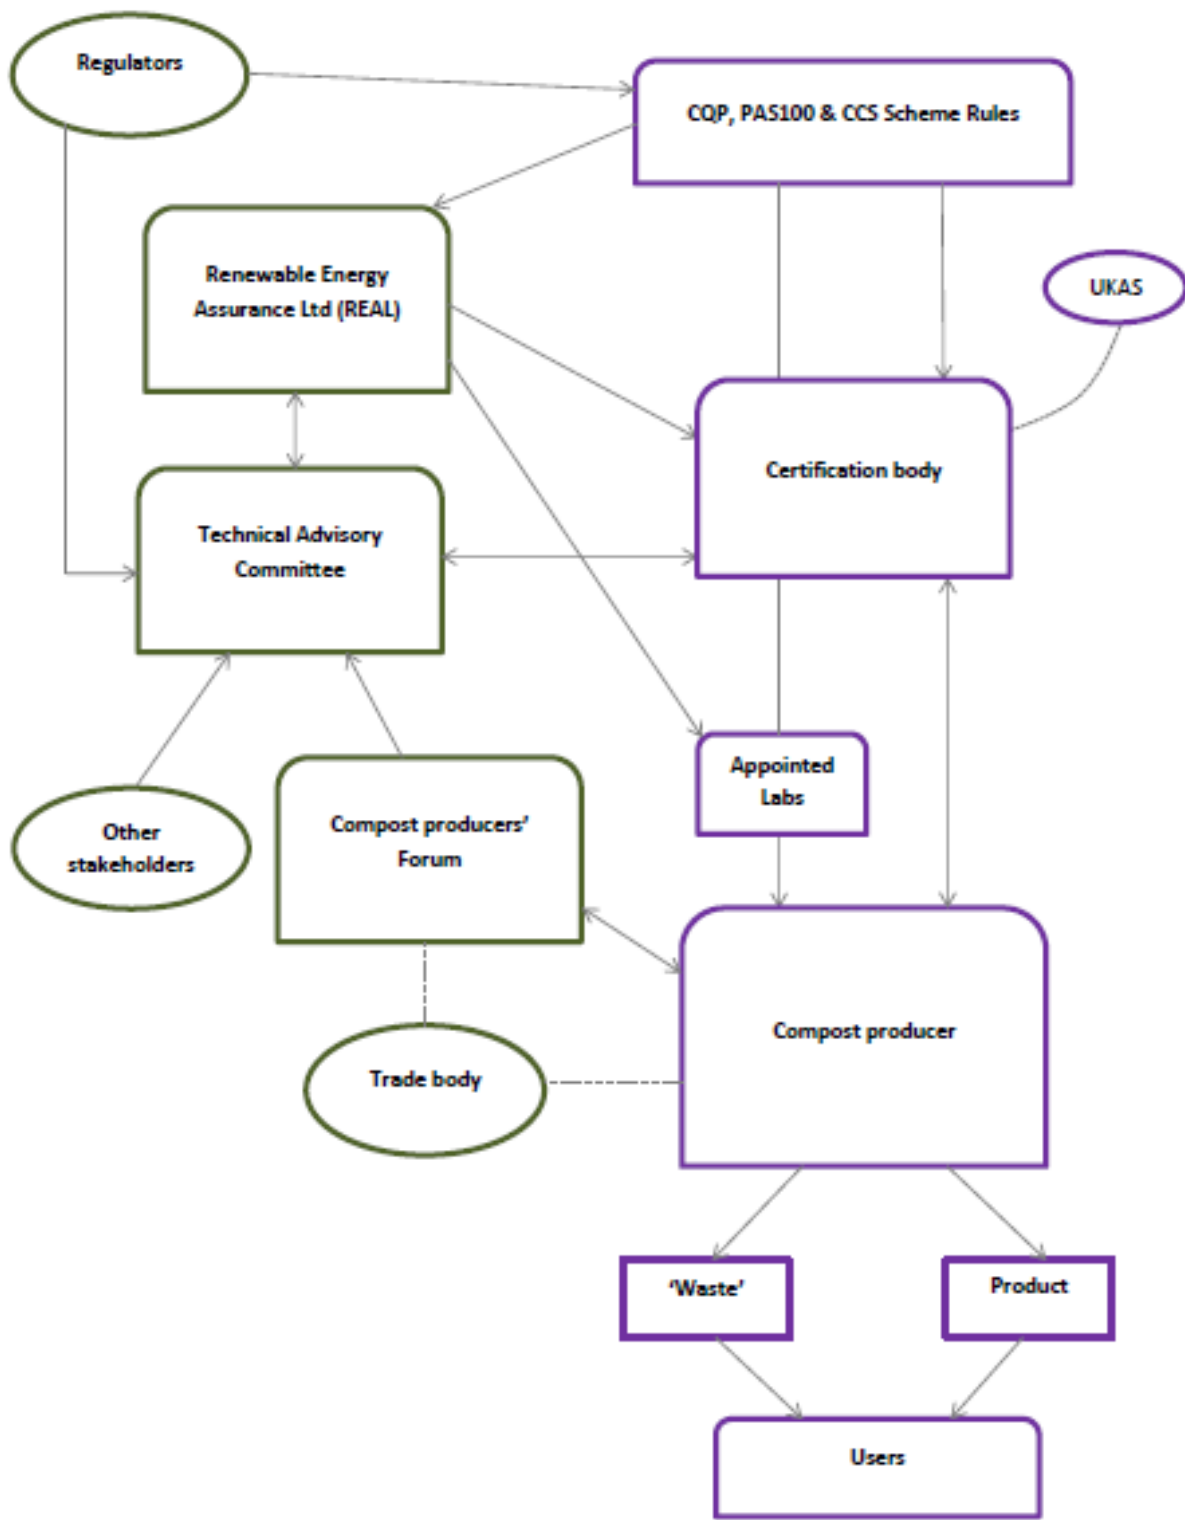 Regulators
CQP, PAS100 & CCS Scheme Rules
Renewable Energy
Assurance Ltd (REAL)
UKAS
Certification body
Technical Advisory
Committee
Appointed
Labs
Other
stakeholders
Compost producers’
Forum
Compost producer
Trade body
‘Waste’
Product
Users